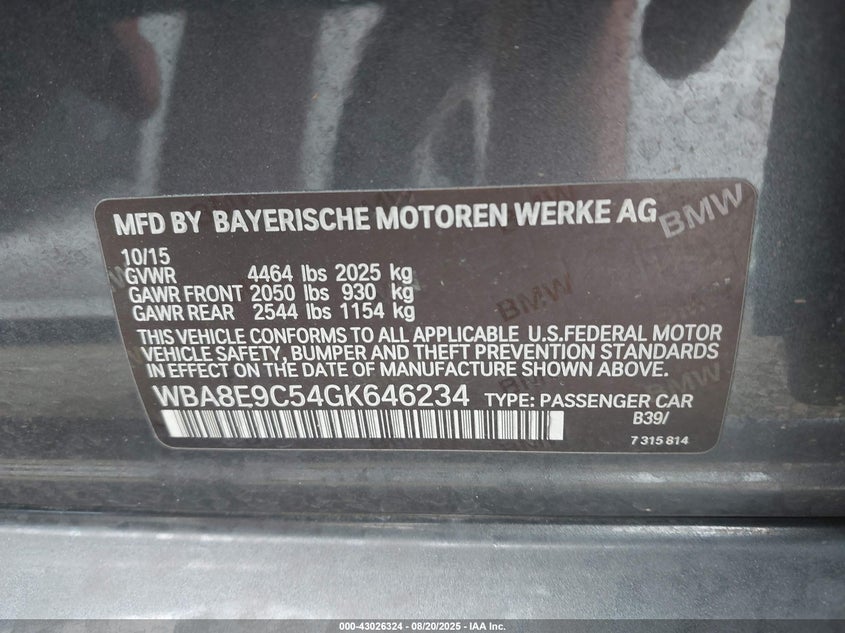 MFD BY BAYERISCHE MOTOREN WERKE AG
BMW
10/15
GVWR 4464 lbs 2025 kg
GAWR FRONT 2050 lbs 930 kg
GAWR REAR 2544 lbs 1154 kg
BMW
THIS VEHICLE CONFORMS TO ALL APPLICABLE U.S.FEDERAL MOTOR
VEHICLE SAFETY, BUMPER AND THEFT PREVENTION STANDARDS
IN EFFECT ON THE DATE OF MANUFACTURE SHOWN ABOVE.
WBA8E9C54GK646234 TYPE: PASSENGER CAR
B39/
7 315 814
000-43026324 - 08/20/2025 - IAA Inc.